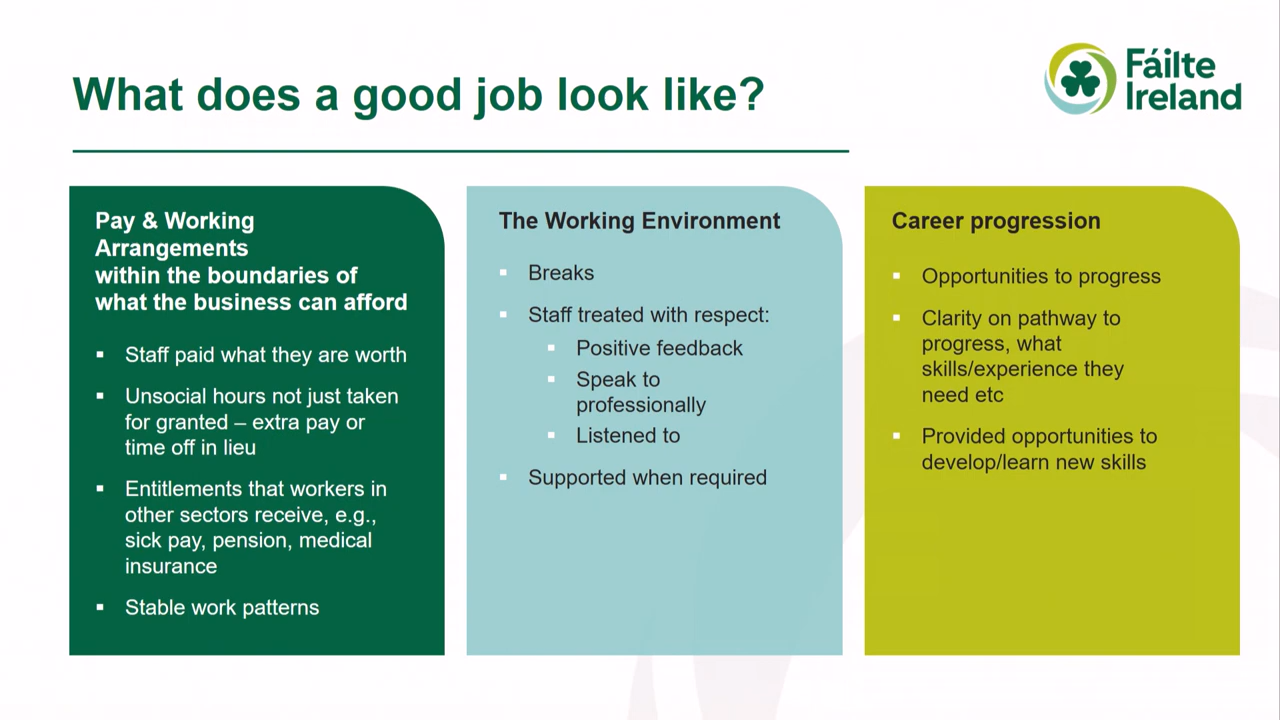 What does a good job look like?
Fáilte
Ireland
Pay & Working
Arrangements
within the boundaries of
what the business can afford
Staff paid what they are worth
Unsocial hours not just taken
for granted – extra pay or
time off in lieu
Entitlements that workers in
other sectors receive, e.g.,
sick pay, pension, medical
insurance
Stable work patterns
The Working Environment
Breaks
Staff treated with respect:
Positive feedback
Speak to
professionally
Listened to
Supported when required
Career progression
Opportunities to progress
Clarity on pathway to
progress, what
skills/experience they
need etc
Provided opportunities to
develop/learn new skills